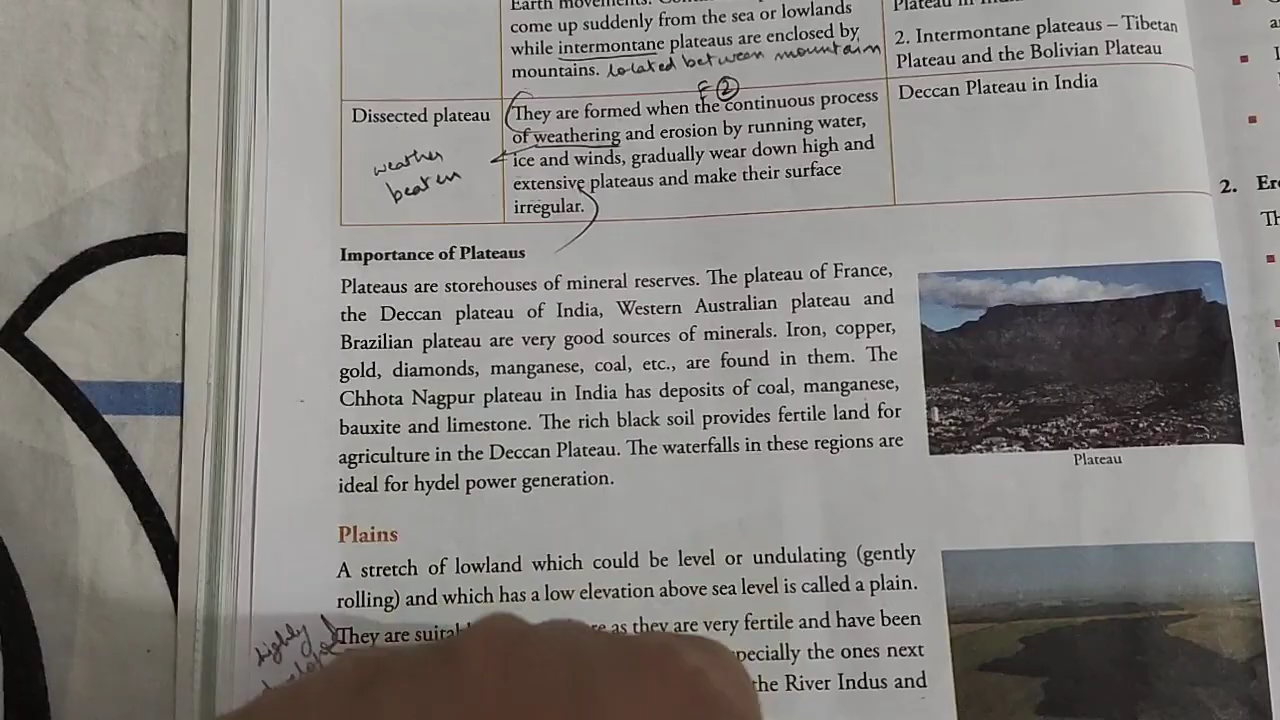 Earth movements.
come up suddenly from the sea or lowlands
while intermontane plateaus are enclosed by
mountains. located between mountain
Plateau in
2. Intermontane plateaus – Tibetan
Plateau and the Bolivian Plateau
Dissected plateau
weather
beaten
F ②
They are formed when the continuous process
of weathering and erosion by running water,
ice and winds, gradually wear down high and
extensive plateaus and make their surface
irregular.
Deccan Plateau in India
Importance of Plateaus
Plateaus are storehouses of mineral reserves. The plateau of France,
the Deccan plateau of India, Western Australian plateau and
Brazilian plateau are very good sources of minerals. Iron, copper,
gold, diamonds, manganese, coal, etc., are found in them. The
Chhota Nagpur plateau in India has deposits of coal, manganese,
bauxite and limestone. The rich black soil provides fertile land for
agriculture in the Deccan Plateau. The waterfalls in these regions are
ideal for hydel power generation.
Plateau
Plains
A stretch of lowland which could be level or undulating (gently
rolling) and which has a low elevation above sea level is called a plain.
highly
They are as they are very fertile and have been
the ones next
the River Indus and
2.